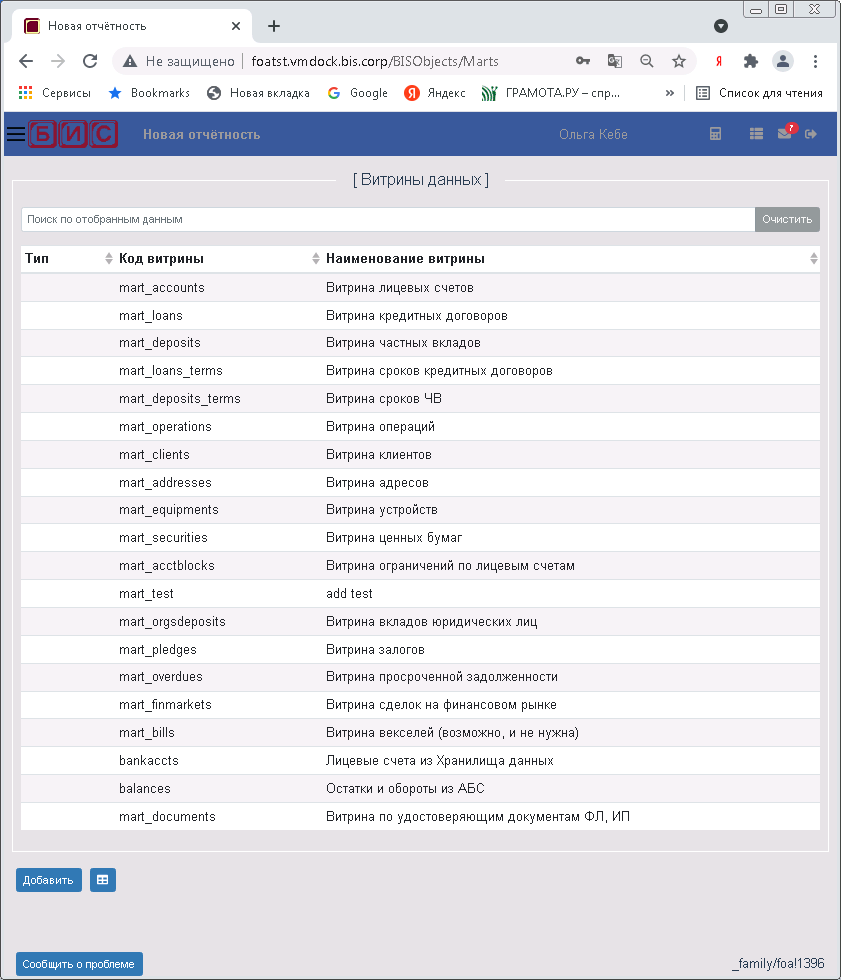 Новая отчётность
Не защищено foatst.vmdock.bis.corp/BISObjects/Marts
Сервисы Bookmarks Новая вкладка Google Яндекс ГРАМОТА.РУ – спр... » Список для чтения
БИС Новая отчётность Ольга Кебе 7
[ Витрины данных ]
Поиск по отобранным данным Очистить
Тип Код витрины Наименование витрины
mart_accounts Витрина лицевых счетов
mart_loans Витрина кредитных договоров
mart_deposits Витрина частных вкладов
mart_loans_terms Витрина сроков кредитных договоров
mart_deposits_terms Витрина сроков ЧВ
mart_operations Витрина операций
mart_clients Витрина клиентов
mart_addresses Витрина адресов
mart_equipments Витрина устройств
mart_securities Витрина ценных бумаг
mart_acctblocks Витрина ограничений по лицевым счетам
mart_test add test
mart_orgsdeposits Витрина вкладов юридических лиц
mart_pledges Витрина залогов
mart_overdues Витрина просроченной задолженности
mart_finmarkets Витрина сделок на финансовом рынке
mart_bills Витрина векселей (возможно, и не нужна)
bankaccts Лицевые счета из Хранилища данных
balances Остатки и обороты из АБС
mart_documents Витрина по удостоверяющим документам ФЛ, ИП
Добавить
Сообщить о проблеме _family/foa!1396